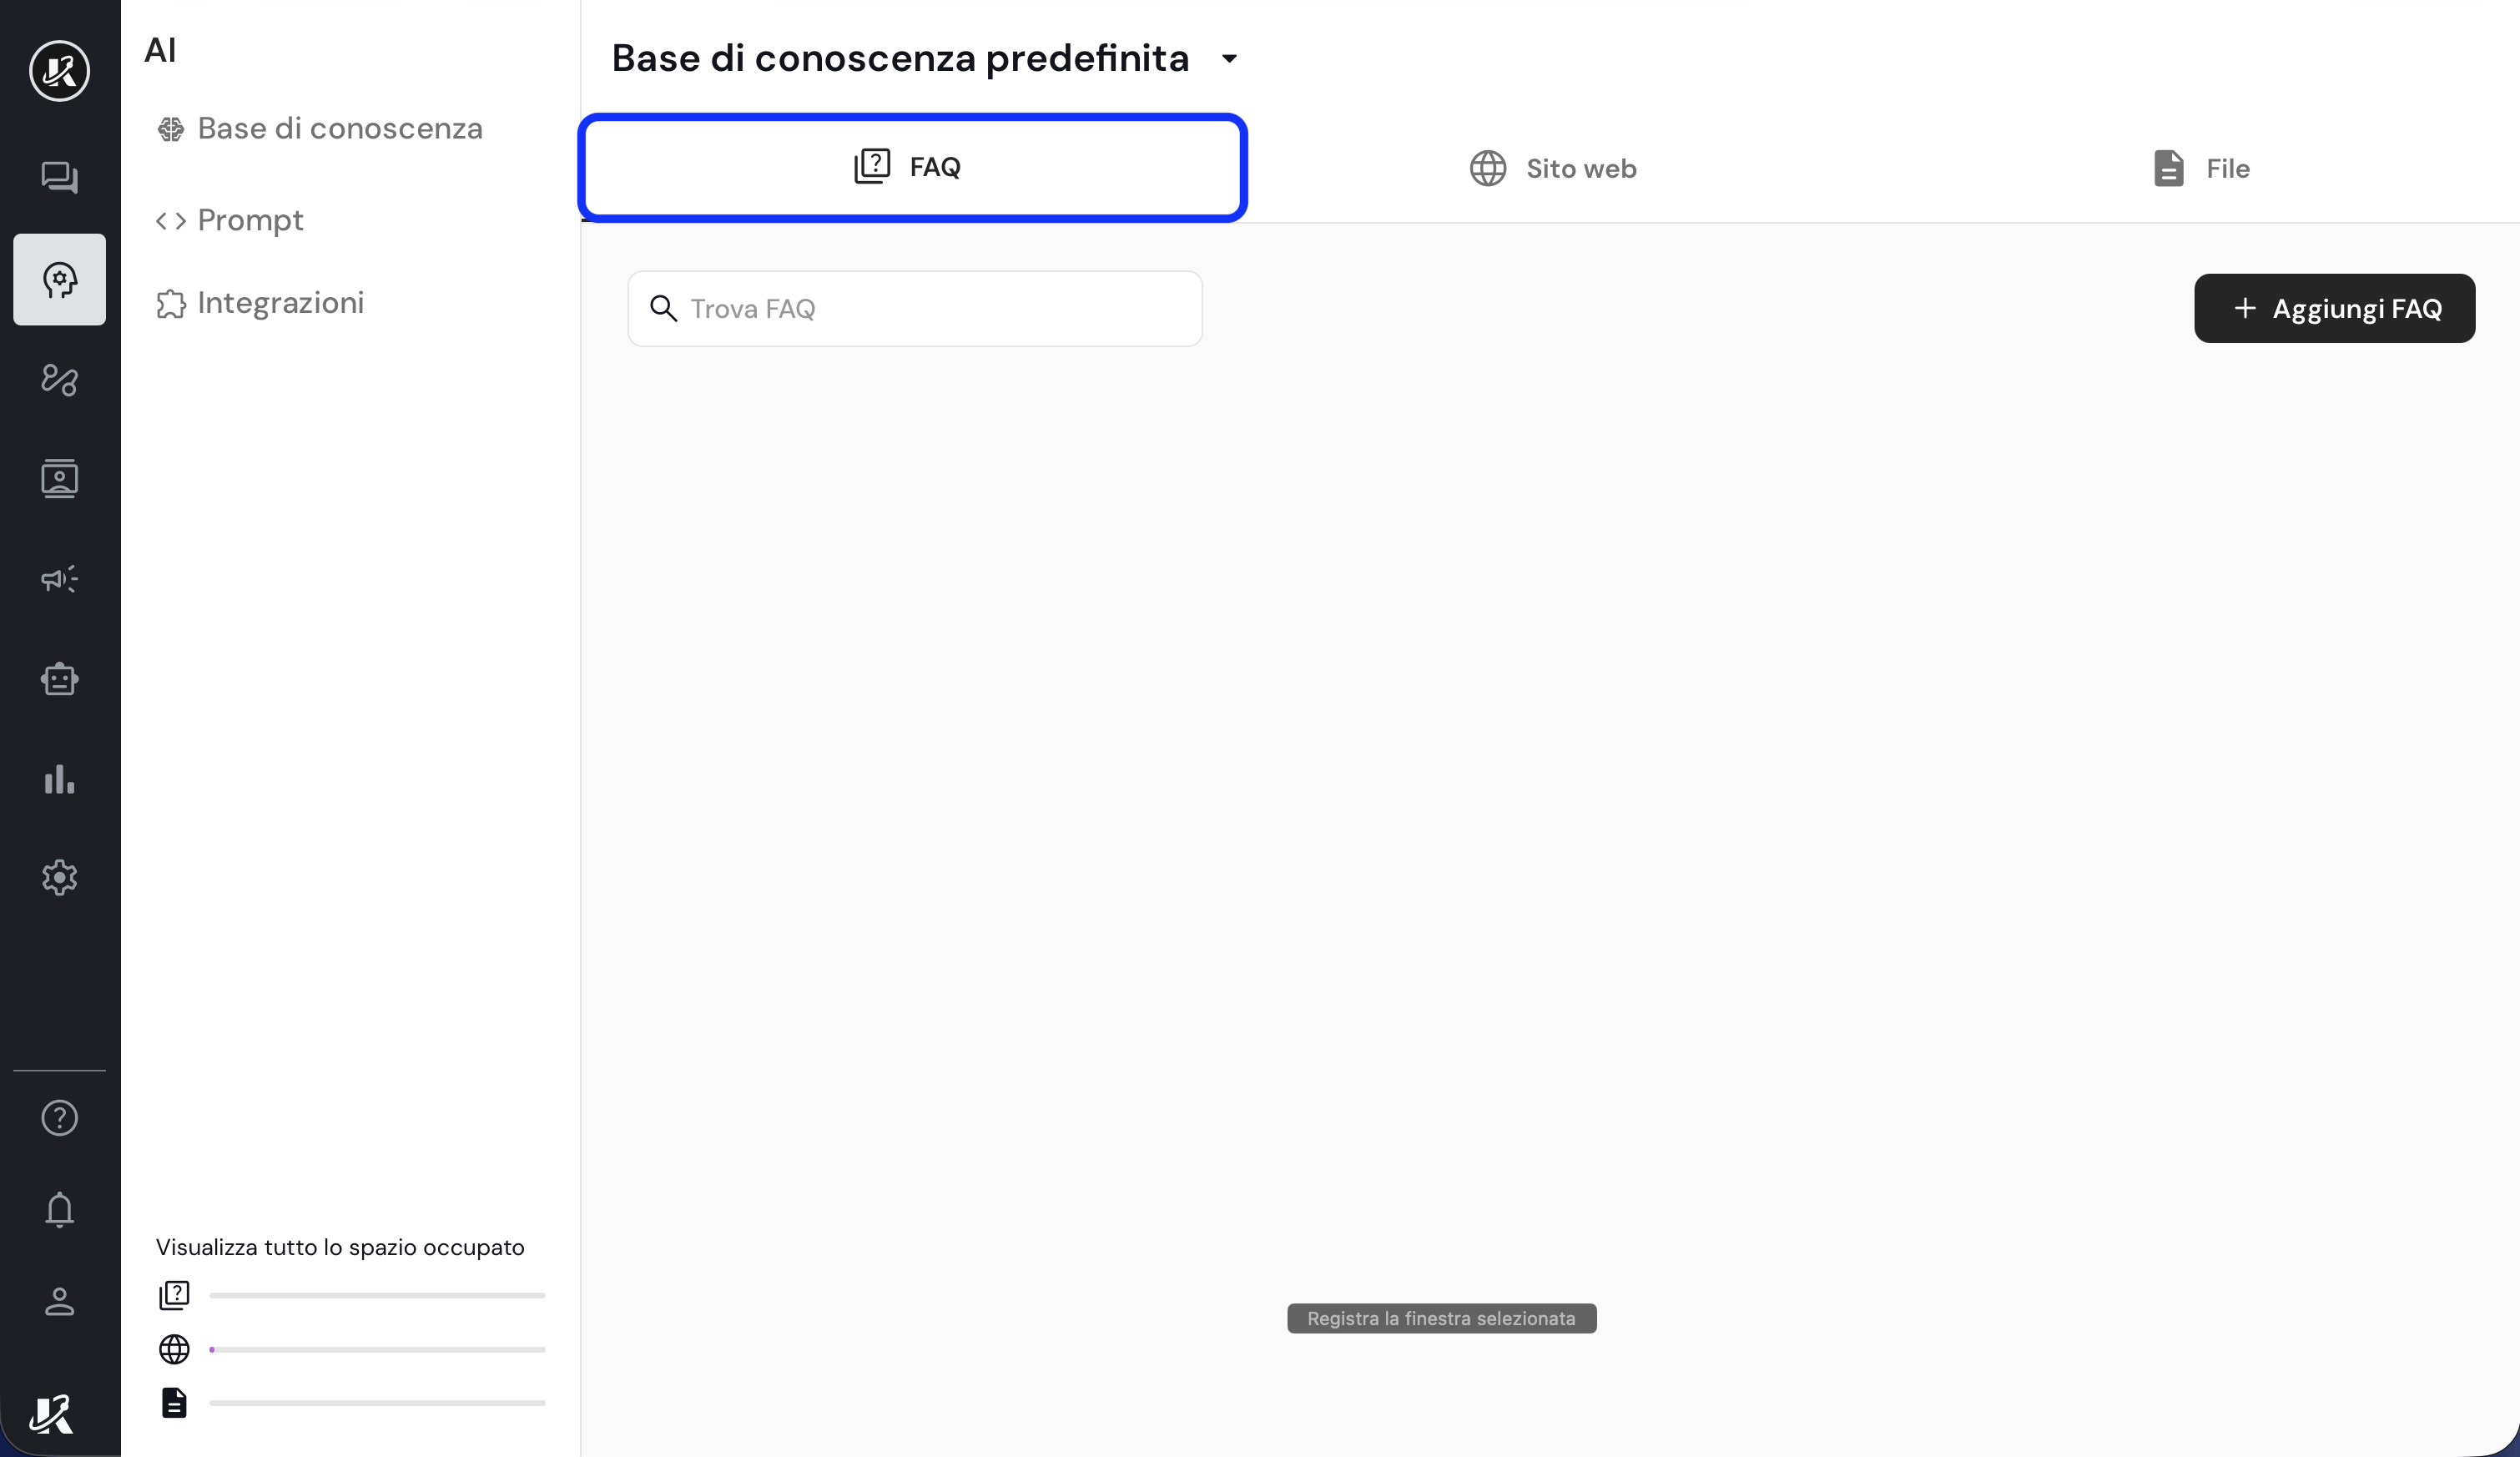 AI
Base di conoscenza
Prompt
Integrazioni
Visualizza tutto lo spazio occupato
Base di conoscenza predefinita
FAQ
Sito web
File
Trova FAQ
+ Aggiungi FAQ
Registra la finestra selezionata